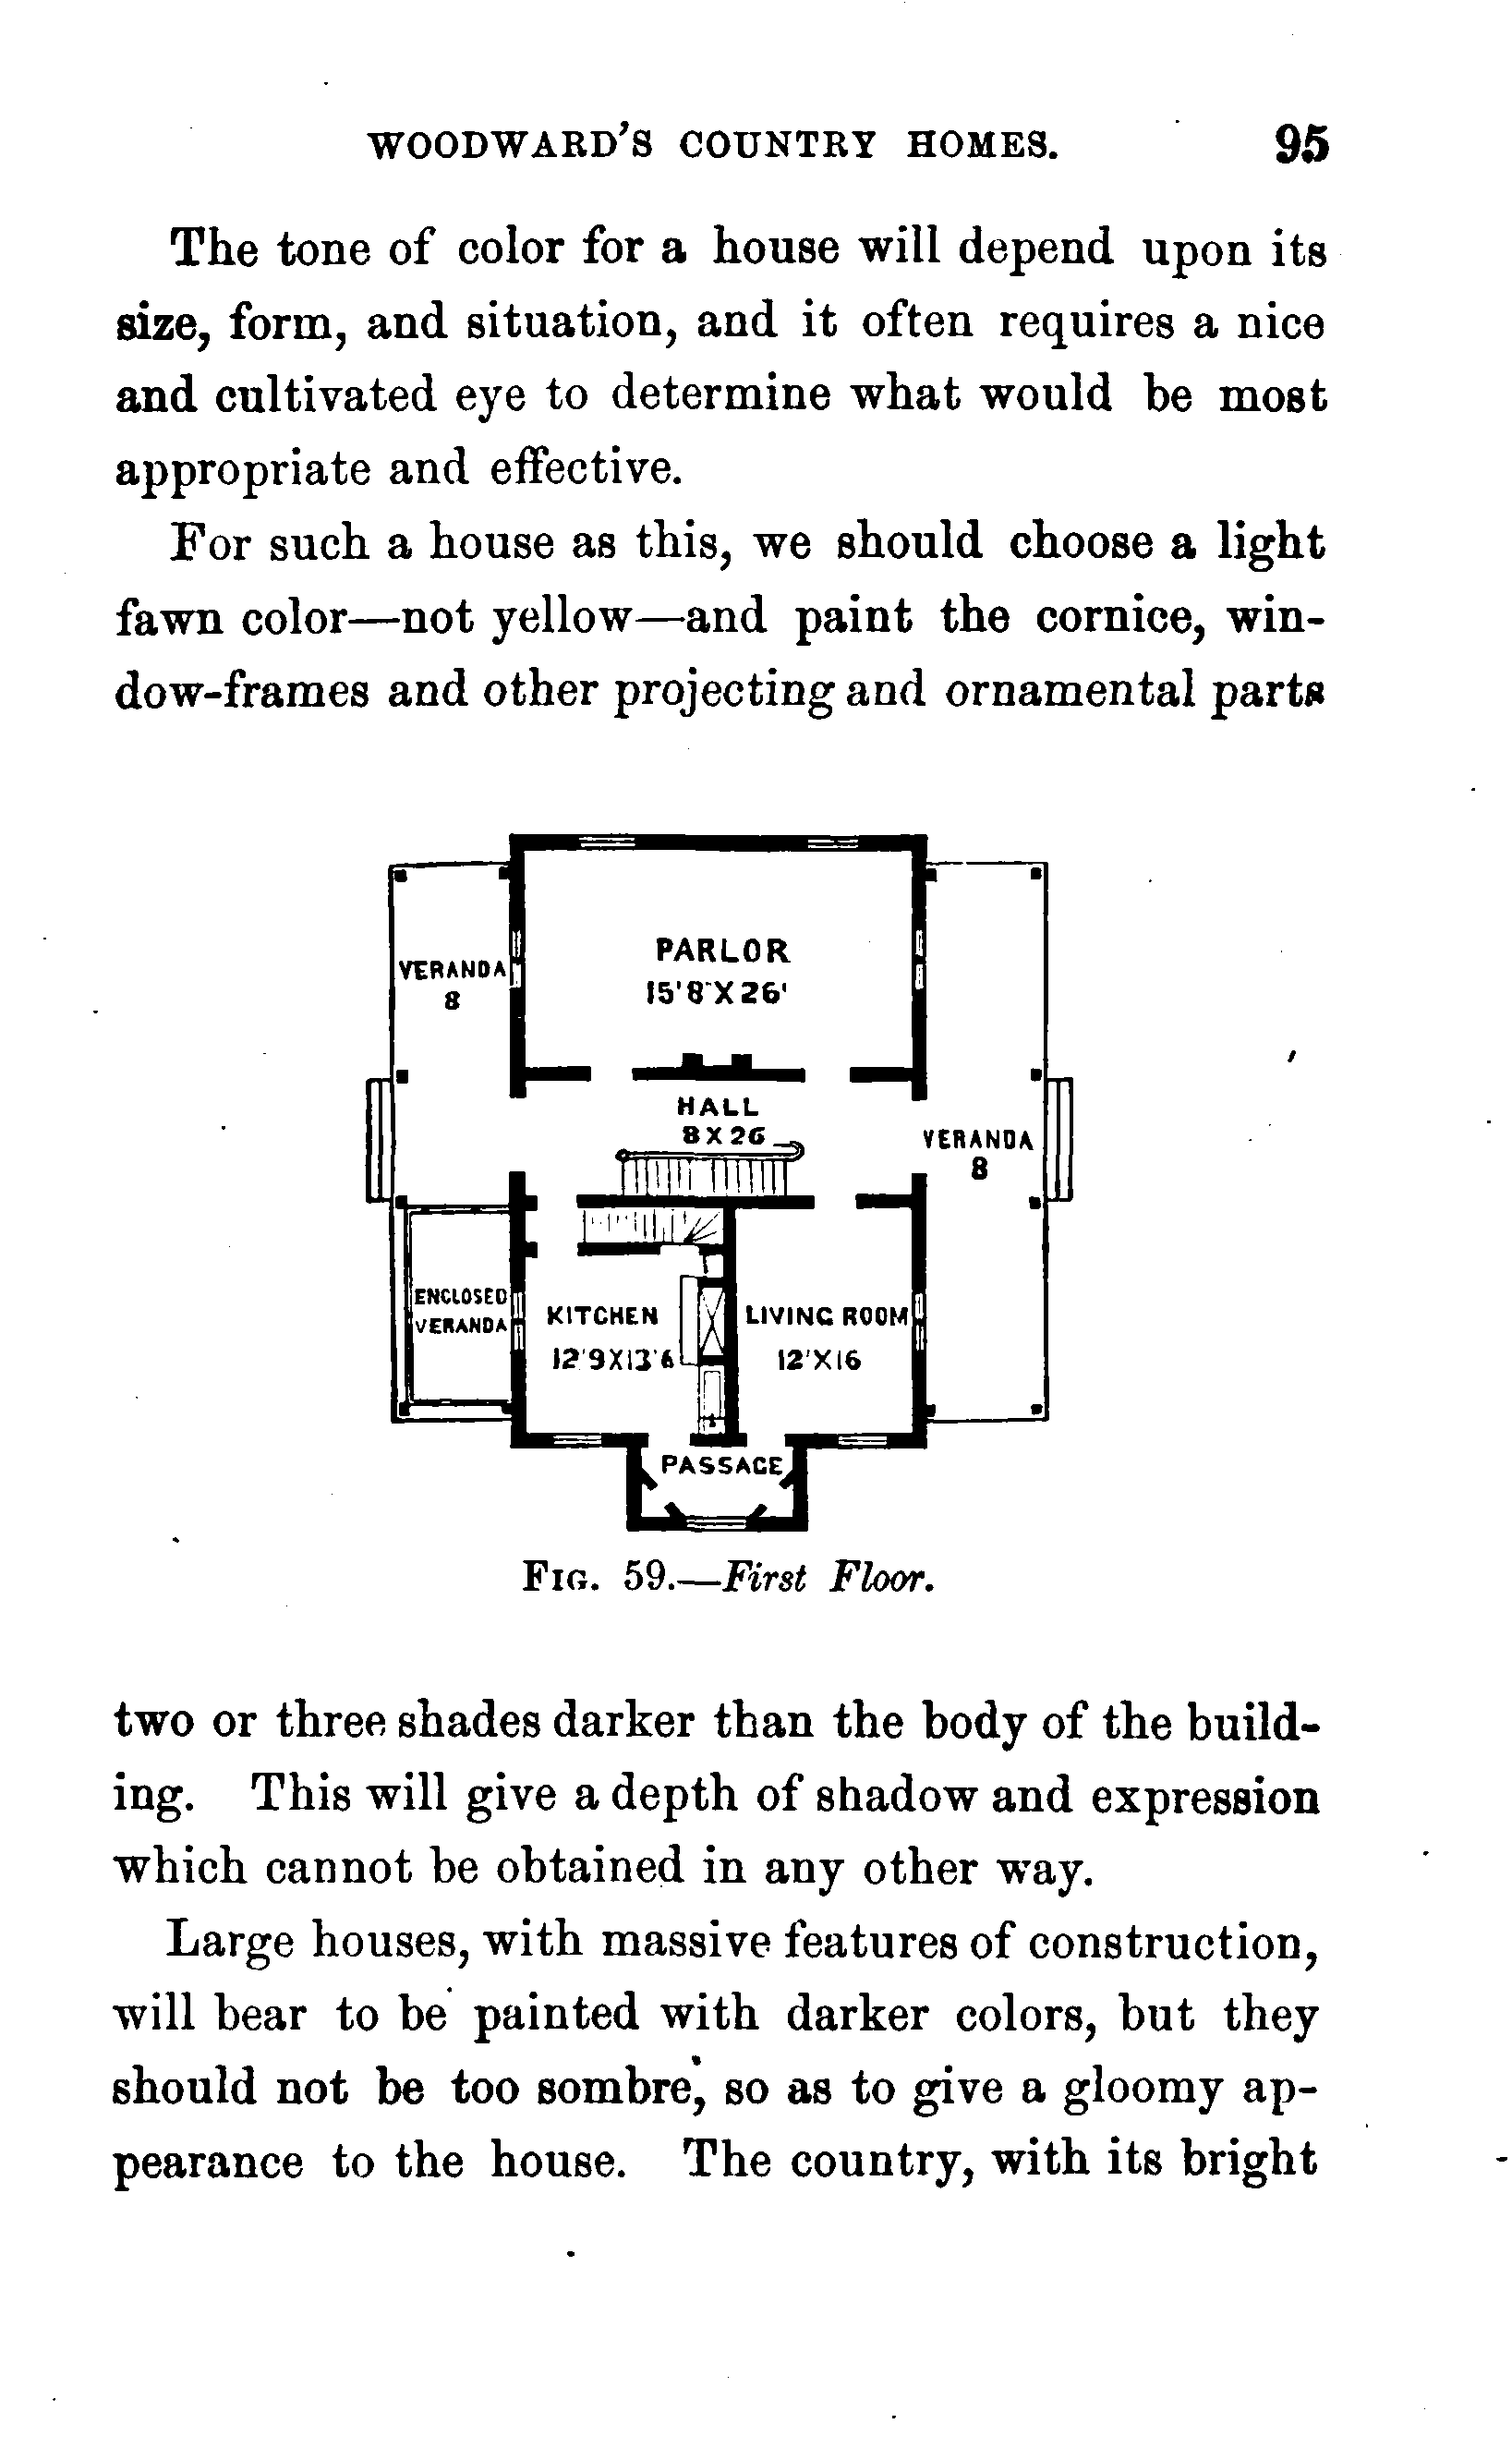 WOODWARD'S COUNTRY HOMES. 95
The tone of color for a house will depend upon its
size, form, and situation, and it often requires a nice
and cultivated eye to determine what would be most
appropriate and effective.
For such a house as this, we should choose a light
fawn color—not yellow—and paint the cornice, win-
dow-frames and other projecting and ornamental parts
PARLOR
15'8"X26'
VERANDA
8
HALL
8X26
VERANDA
8
ENCLOSED
VERANDA
KITCHEN
12'9X13'6
LIVING ROOM
12'X16
PASSAGE
FIG. 59.—First Floor.
two or three shades darker than the body of the build-
ing. This will give a depth of shadow and expression
which cannot be obtained in any other way.
Large houses, with massive features of construction,
will bear to be painted with darker colors, but they
should not be too sombre, so as to give a gloomy ap-
pearance to the house. The country, with its bright